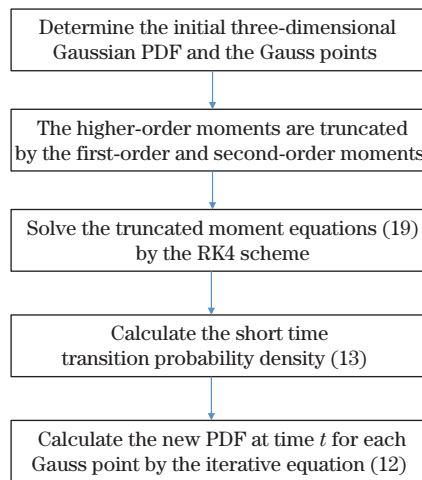 Determine the initial three-dimensional
Gaussian PDF and the Gauss points
The higher-order moments are truncated
by the first-order and second-order moments
Solve the truncated moment equations (19)
by the RK4 scheme
Calculate the short time
transition probability density (13)
Calculate the new PDF at time t for each
Gauss point by the iterative equation (12)